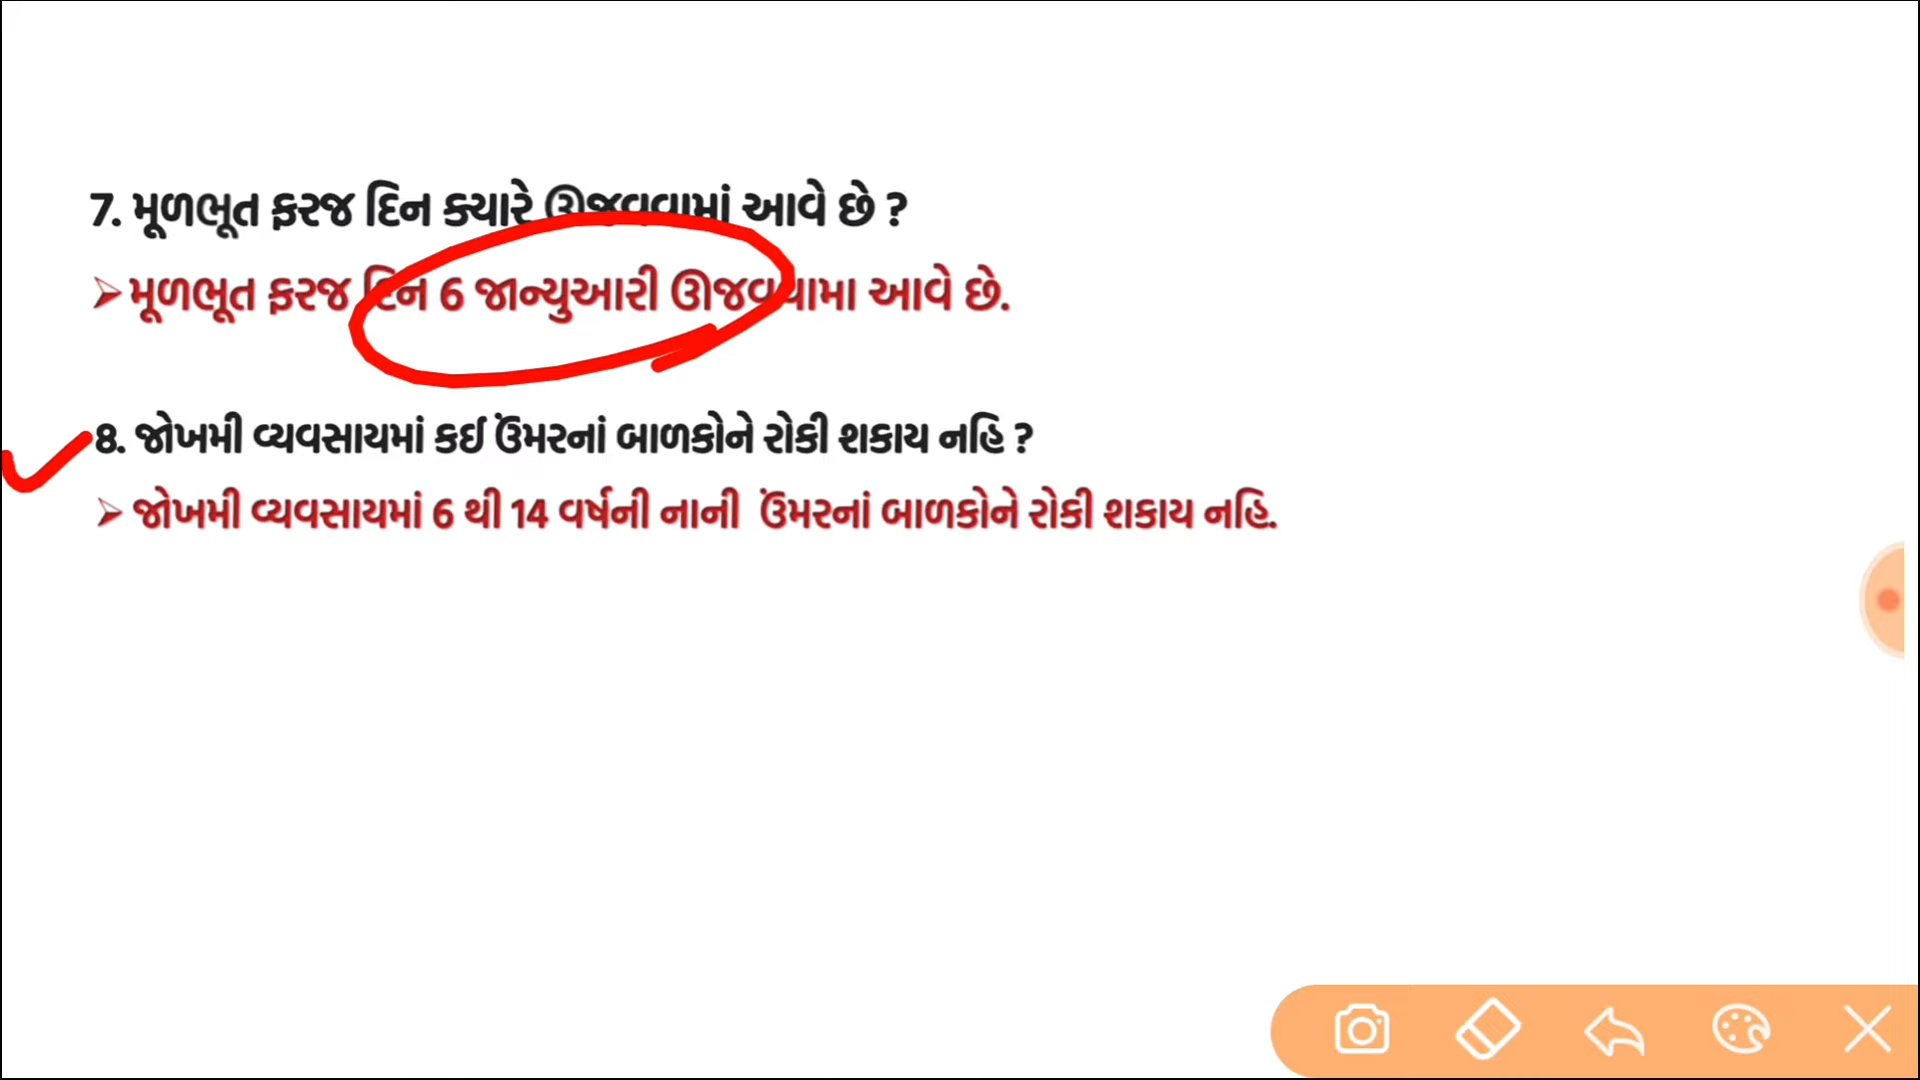 7. મૂળભૂત ફરજ દિન ક્યારે ઊજવવામાં આવે છે ?
➢ મૂળભૂત ફરજ દિન 6 જાન્યુઆરી ઊજવવામા આવે છે.
8. જોખમી વ્યવસાયમાં કઈ ઉંમરનાં બાળકોને રોકી શકાય નહિ ?
➢ જોખમી વ્યવસાયમાં 6 થી 14 વર્ષની નાની ઉંમરનાં બાળકોને રોકી શકાય નહિ.